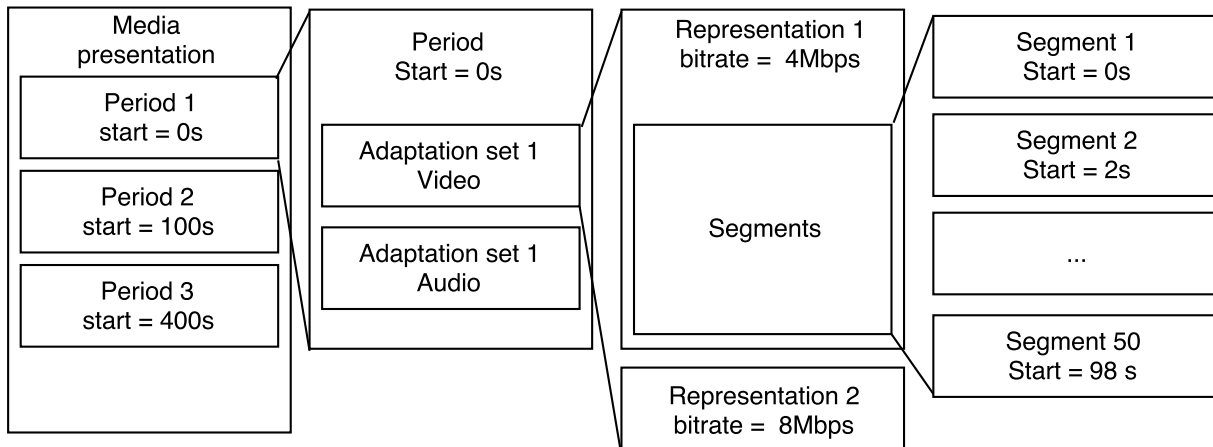 Media
presentation
Period 1
start = 0s
Period 2
start = 100s
Period 3
start = 400s
Period
Start = 0s
Adaptation set 1
Video
Adaptation set 1
Audio
Representation 1
bitrate =  4Mbps
Segments
Representation 2
bitrate =  8Mbps
Segment 1
Start = 0s
Segment 2
Start = 2s
...
Segment 50
Start = 98 s